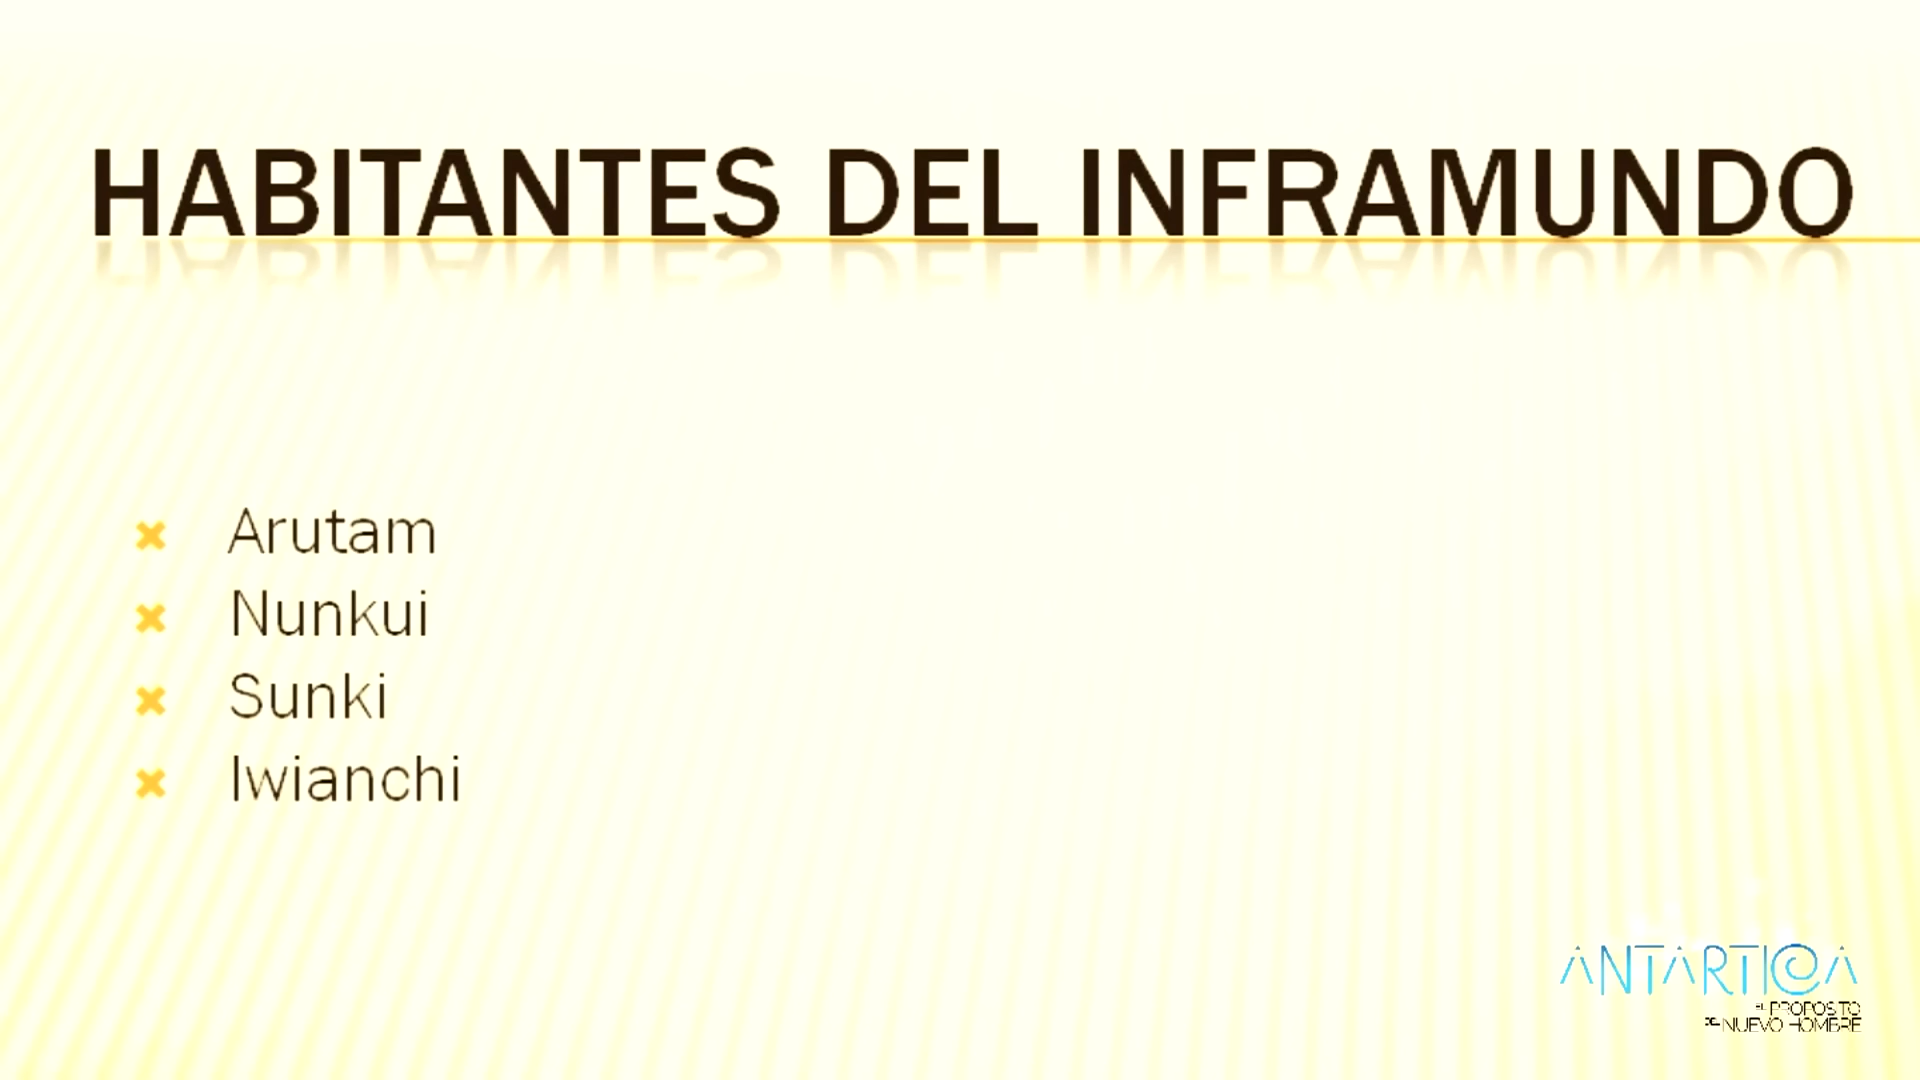 HABITANTES DEL INFRAMUNDO
Arutam
Nunkui
Sunki
Iwianchi
ANTARTICA
EL PROPOSITO
DEL NUEVO HOMBRE